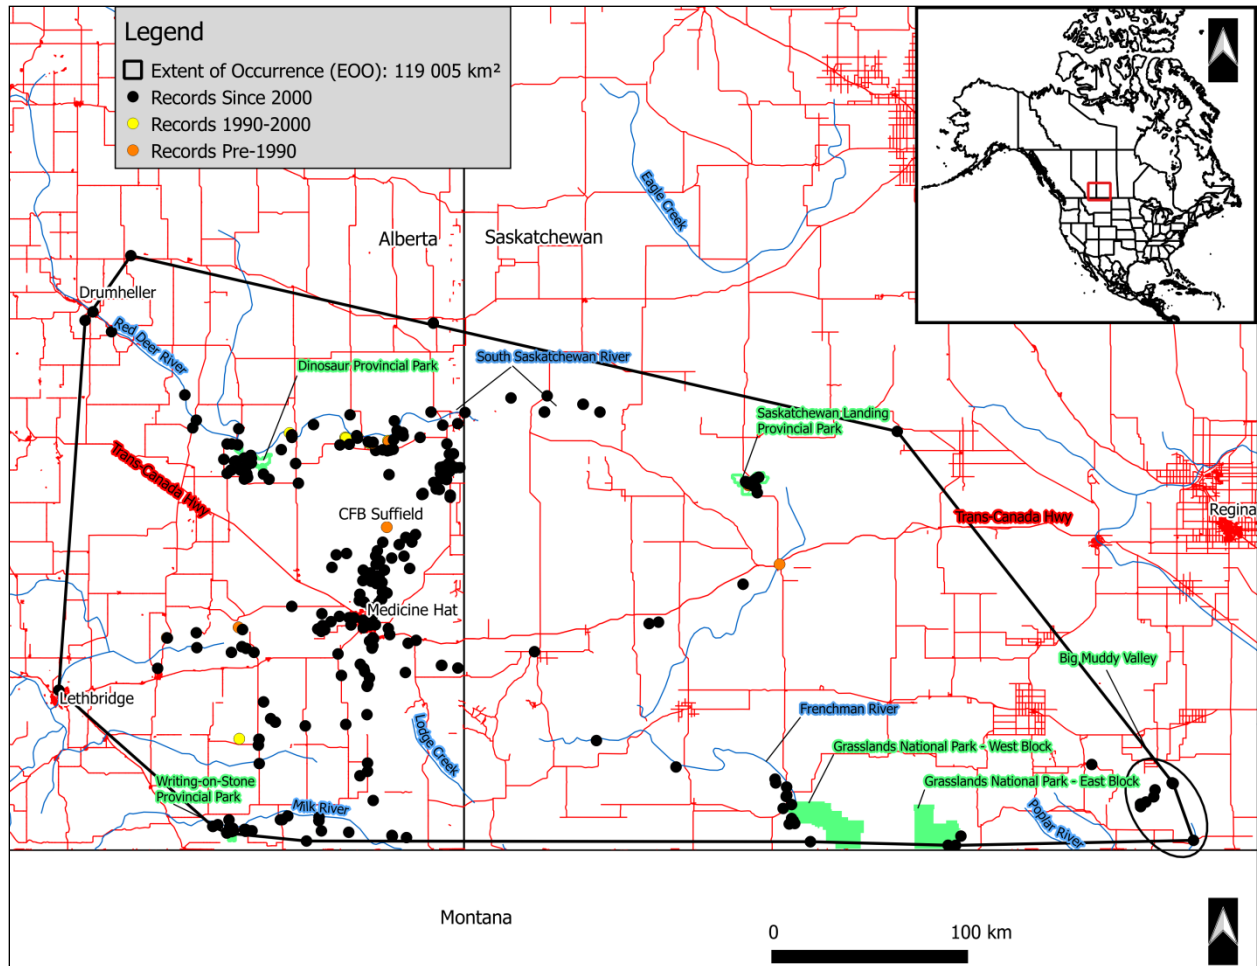 Legend
Extent of Occurrence (EOO): 119 005 km²
Records Since 2000
Records 1990-2000
Records Pre-1990
Eagle Creek
Alberta
Saskatchewan
Drumheller
Red Deer River
Dinosaur Provincial Park
South Saskatchewan River
Saskatchewan Landing
Provincial Park
Trans-Canada Hwy
CFB Suffield
Trans-Canada Hwy
Regina
Medicine Hat
Big Muddy Valley
Lethbridge
Lodge Creek
Frenchman River
Grasslands National Park - West Block
Writing-on-Stone
Provincial Park
Grasslands National Park - East Block
Milk River
Poplar River
Montana
0 100 km